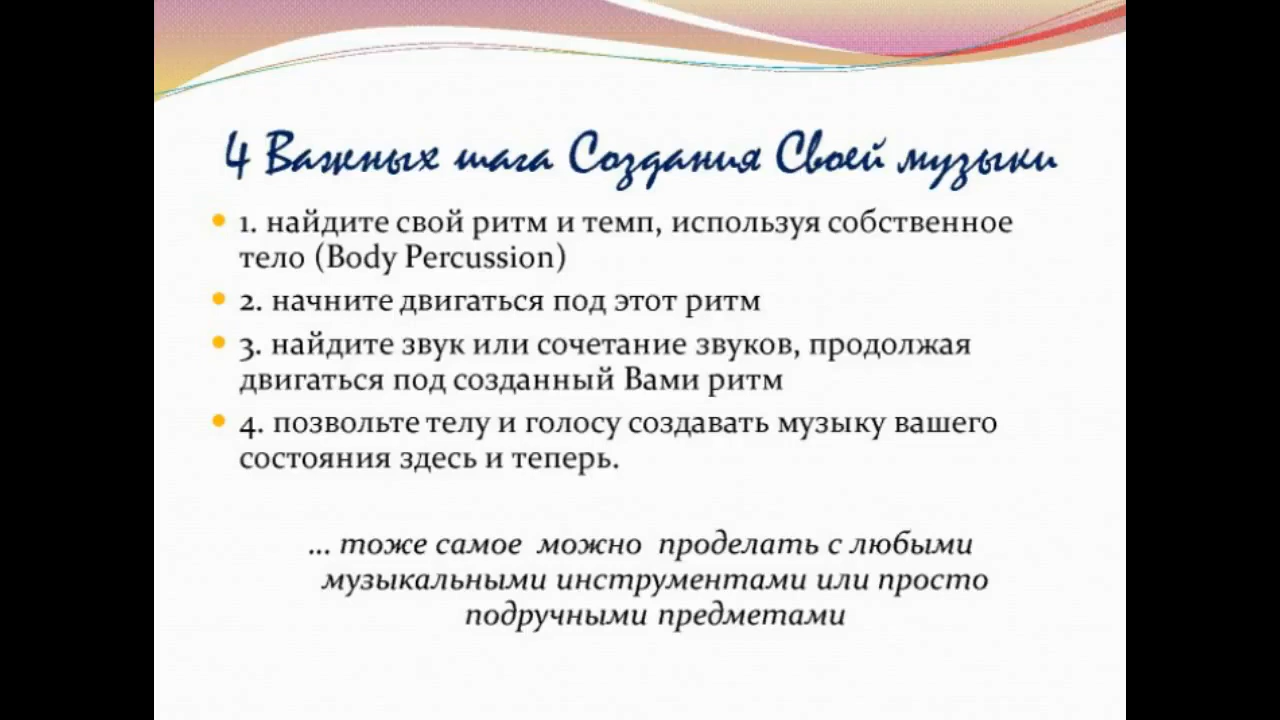 4 Важных шага Создания Своей музыки
• 1. найдите свой ритм и темп, используя собственное
тело (Body Percussion)
• 2. начните двигаться под этот ритм
• 3. найдите звук или сочетание звуков, продолжая
двигаться под созданный Вами ритм
• 4. позвольте телу и голосу создавать музыку вашего
состояния здесь и теперь.
... тоже самое можно проделать с любыми
музыкальными инструментами или просто
подручными предметами